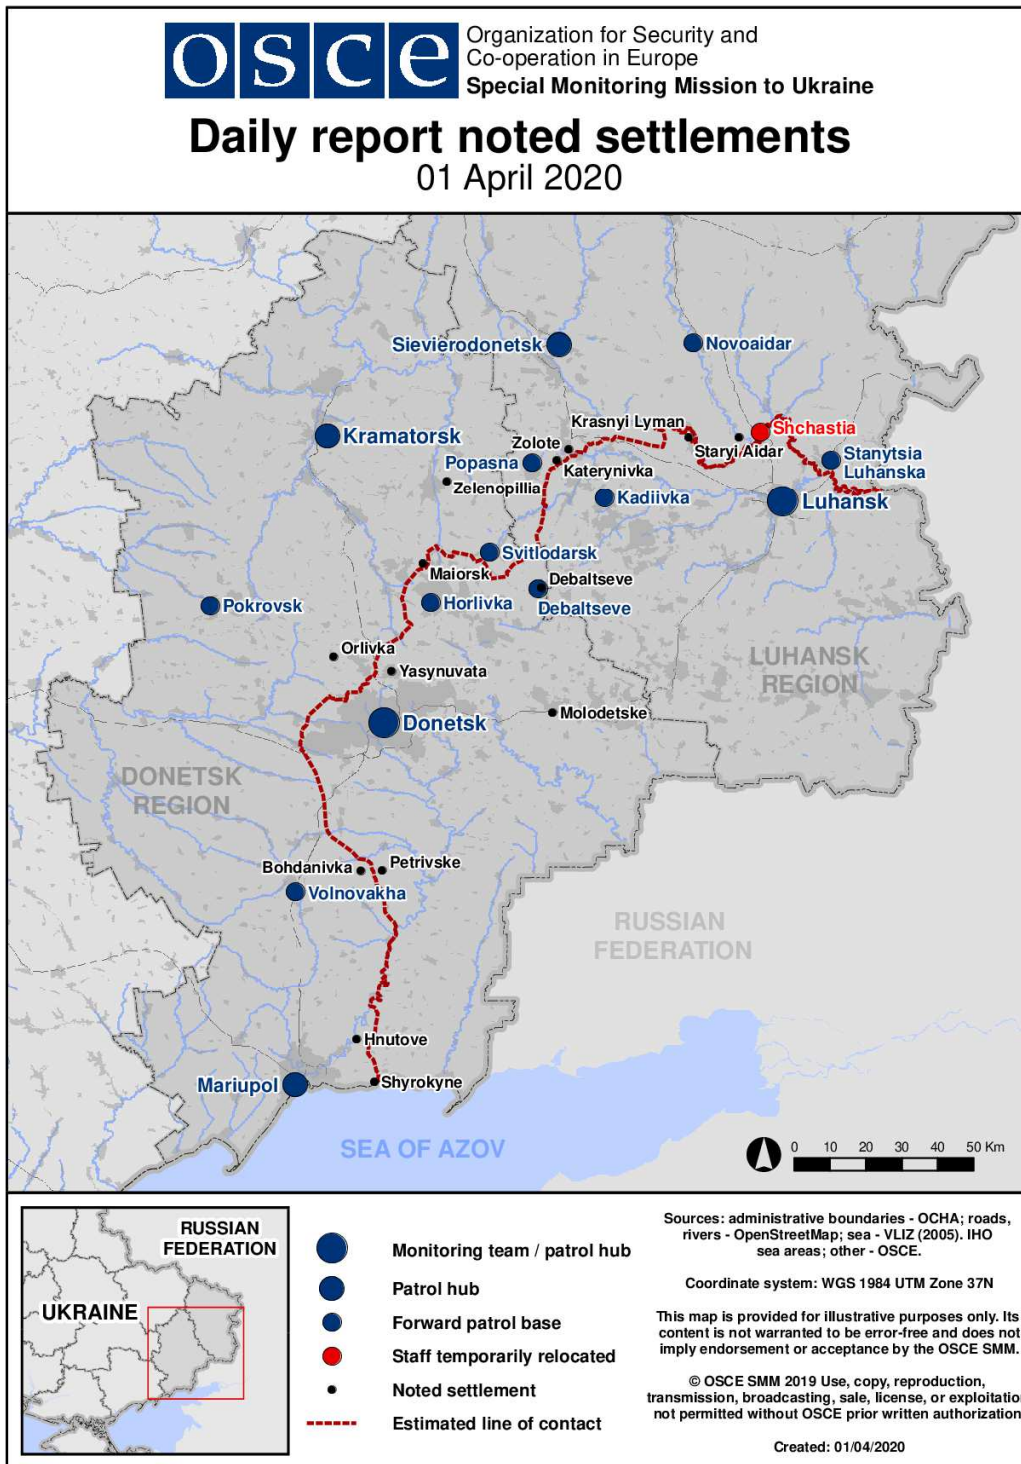 osce
Organization for Security and
Co-operation in Europe
Special Monitoring Mission to Ukraine
Daily report noted settlements
01 April 2020
Sievierodonetsk
Novoaidar
Krasnyi Lyman
Shchastia
Kramatorsk
Zolote
Staryi Aidar
Stanytsia
Luhanska
Popasna
Katerynivka
Zelenopillia
Kadiivka
Luhansk
Svitlodarsk
Maiorsk
Debaltseve
Debaltseve
Pokrovsk
Horlivka
Orlivka
Yasynuvata
LUHANSK
REGION
Molodetske
Donetsk
DONETSK
REGION
Bohdanivka
Petrivske
Volnovakha
RUSSIAN
FEDERATION
Hnutove
Mariupol
Shyrokyne
SEA OF AZOV
0 10 20 30 40 50 Km
RUSSIAN
FEDERATION
UKRAINE
Monitoring team / patrol hub
Patrol hub
Forward patrol base
Staff temporarily relocated
Noted settlement
Estimated line of contact
Sources: administrative boundaries - OCHA; roads,
rivers - OpenStreetMap; sea - VLIZ (2005). IHO
sea areas; other - OSCE.
Coordinate system: WGS 1984 UTM Zone 37N
This map is provided for illustrative purposes only. Its
content is not warranted to be error-free and does not
imply endorsement or acceptance by the OSCE SMM.
© OSCE SMM 2019 Use, copy, reproduction,
transmission, broadcasting, sale, license, or exploitation
not permitted without OSCE prior written authorization
Created: 01/04/2020